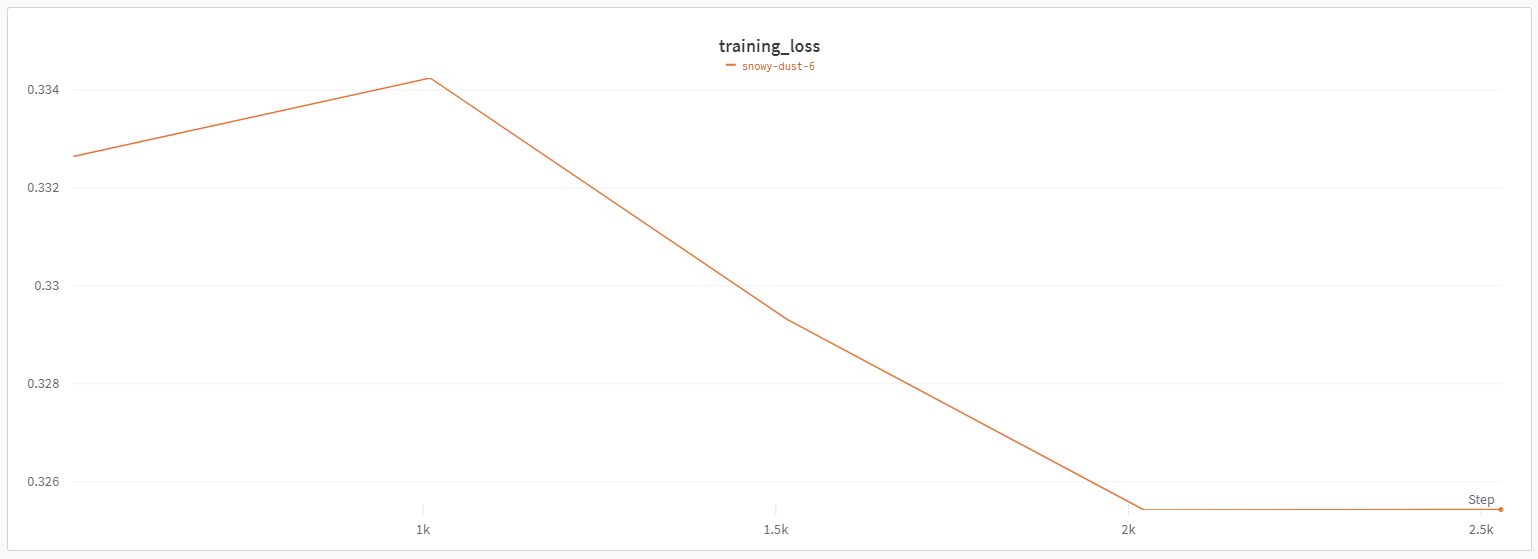 training_loss
snowy-dust-6
0.334
0.332
0.33
0.328
0.326
Step
1k
1.5k
2k
2.5k